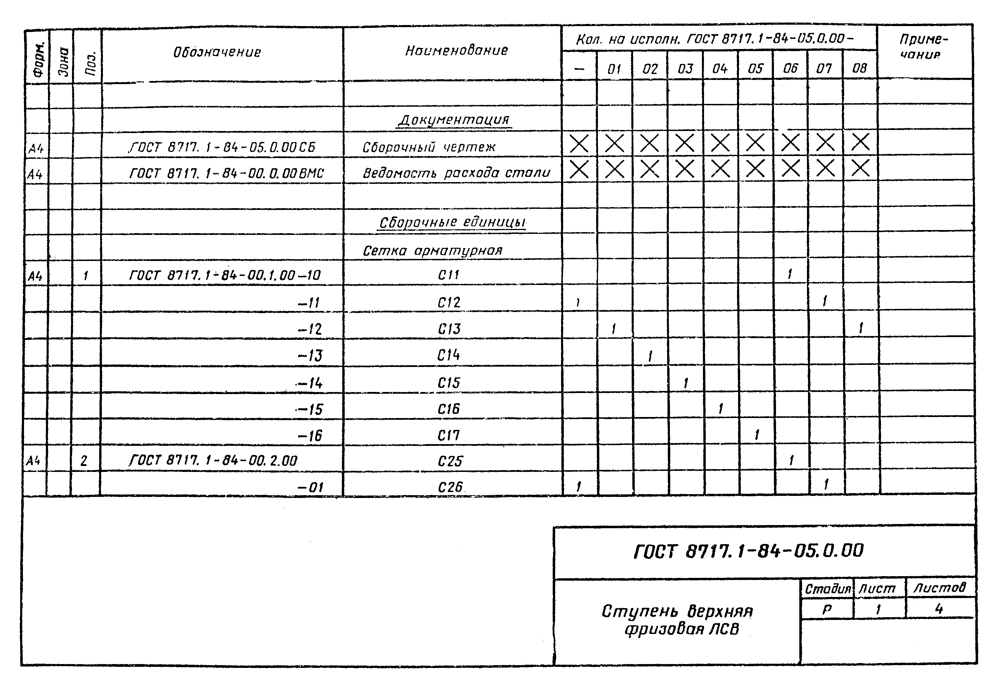 Форм. Зона Поз. Обозначение Наименование Кол. на исполн. ГОСТ 8717.1-84-05.0.00- Приме-
чание
— 01 02 03 04 05 06 07 08
Документация
А4 ГОСТ 8717.1-84-05.0.00СБ Сборочный чертеж X X X X X X X X X
А4 ГОСТ 8717.1-84-00.0.00ВМС Ведомость расхода стали X X X X X X X X X
Сборочные единицы
Сетка арматурная
А4 1 ГОСТ 8717.1-84-00.1.00-10 С11 1
-11 С12 1 1
-12 С13 1 1
-13 С14 1
-14 С15 1
-15 С16 1
-16 С17 1
А4 2 ГОСТ 8717.1-84-00.2.00 С25 1
-01 С26 1 1
ГОСТ 8717.1-84-05.0.00
Ступень верхняя
фризовая ЛСВ
Стадия Лист Листов
Р 1 4